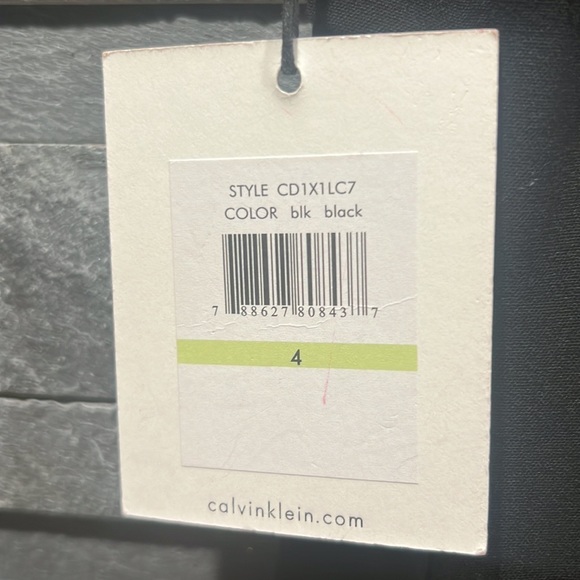 STYLE CD1X1LC7
COLOR blk black
7 88627 80843 7
4
calvinklein.com